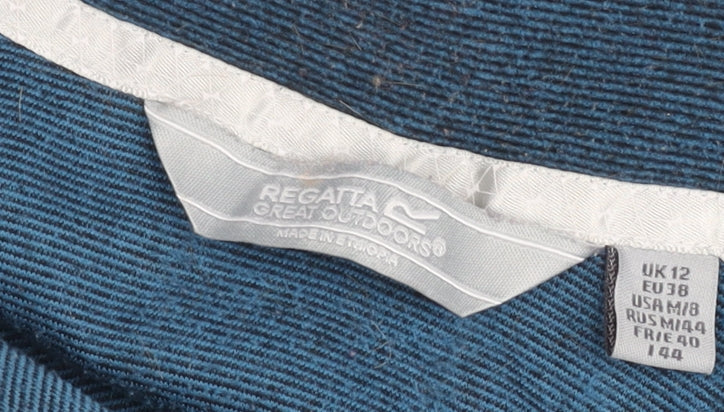 REGATTA
GREAT OUTDOORS®
MADE IN ETHIOPIA
UK 12
EU 38
USA M/8
RUS M/44
FR/E 40
I 44